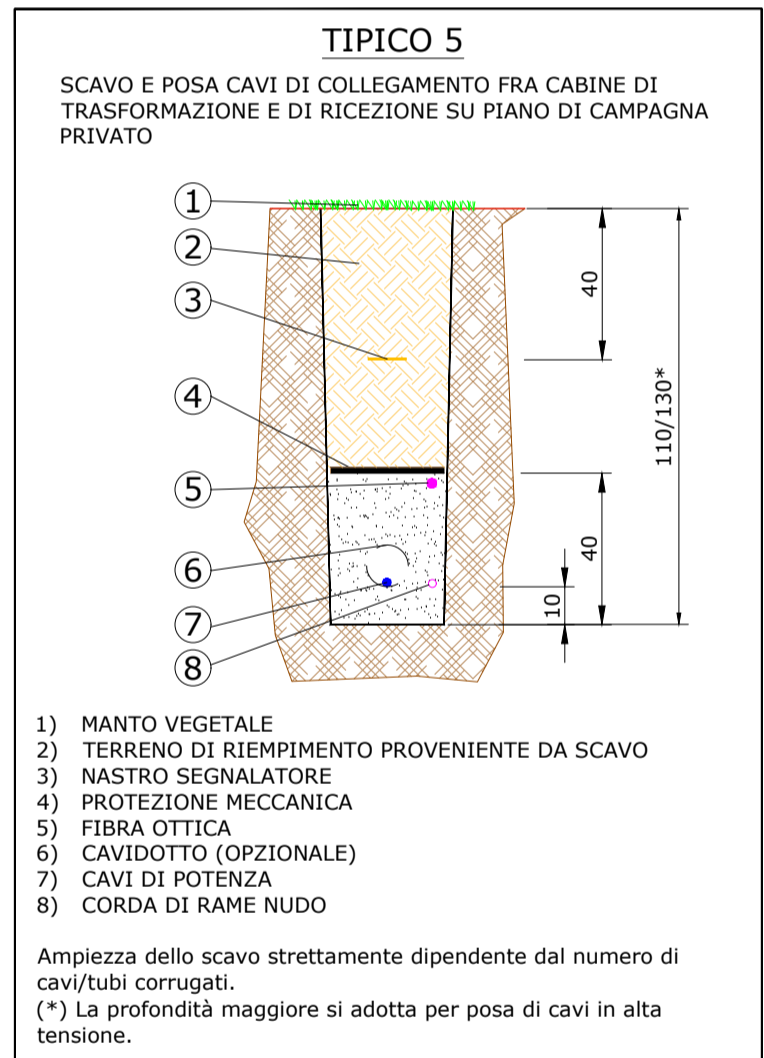 TIPICO 5
SCAVO E POSA CAVI DI COLLEGAMENTO FRA CABINE DI
TRASFORMAZIONE E DI RICEZIONE SU PIANO DI CAMPAGNA
PRIVATO
1
2
3
4
5
6
7
8
40
110/130*
40
10
1) MANTO VEGETALE
2) TERRENO DI RIEMPIMENTO PROVENIENTE DA SCAVO
3) NASTRO SEGNALATORE
4) PROTEZIONE MECCANICA
5) FIBRA OTTICA
6) CAVIDOTTO (OPZIONALE)
7) CAVI DI POTENZA
8) CORDA DI RAME NUDO
Ampiezza dello scavo strettamente dipendente dal numero di
cavi/tubi corrugati.
(*) La profondità maggiore si adotta per posa di cavi in alta
tensione.